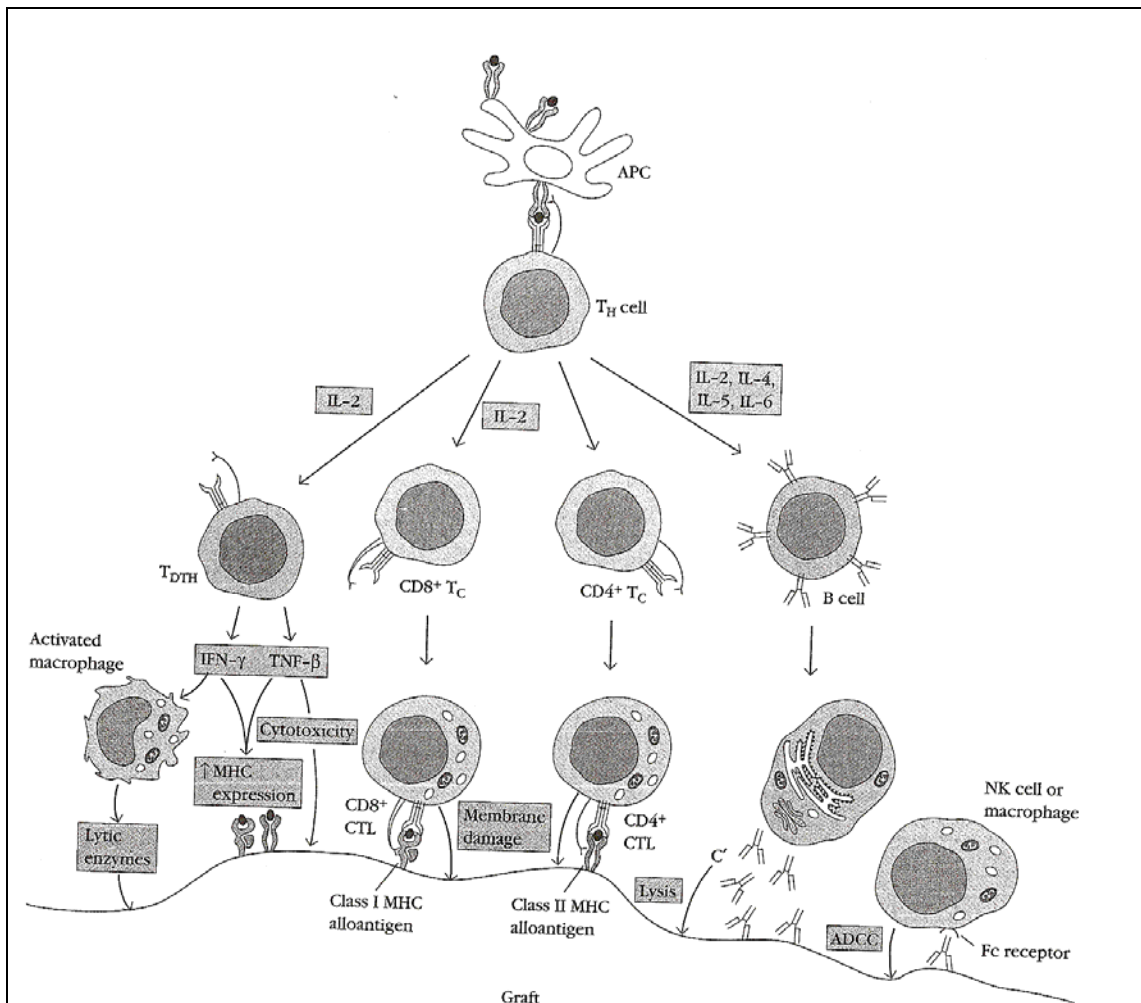 APC
T_H cell
IL-2
IL-2
IL-2, IL-4,
IL-5, IL-6
T_DTH
CD8⁺ T_C
CD4⁺ T_C
B cell
Activated
macrophage
IFN-γ TNF-β
Cytotoxicity
↑MHC
expression
Lytic
enzymes
CD8⁺
CTL
Membrane
damage
CD4⁺
CTL
NK cell or
macrophage
C′
Lysis
Class I MHC
alloantigen
Class II MHC
alloantigen
ADCC
Fc receptor
Graft